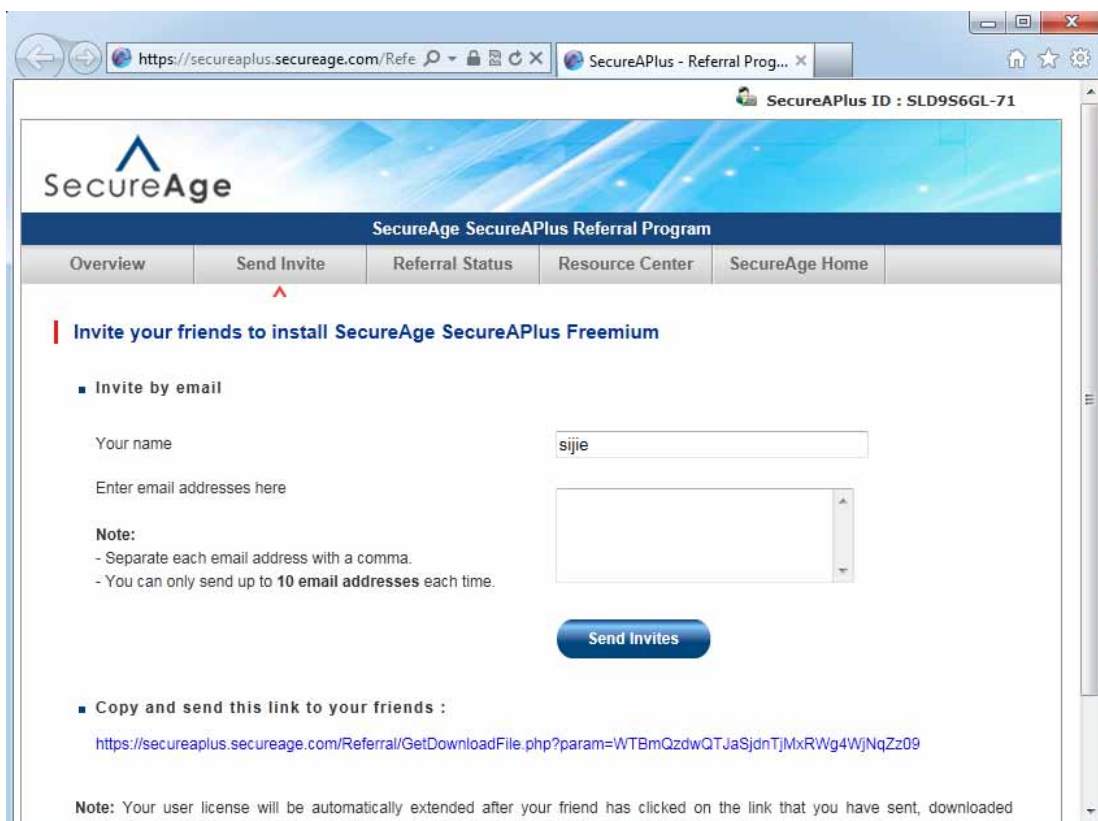 https://secureaplus.secureage.com/Refe
SecureAPlus - Referral Prog...
SecureAPlus ID : SLD9S6GL-71
SecureAge
SecureAge SecureAPlus Referral Program
Overview
Send Invite
Referral Status
Resource Center
SecureAge Home
Invite your friends to install SecureAge SecureAPlus Freemium
Invite by email
Your name
sijie
Enter email addresses here
Note:
- Separate each email address with a comma.
- You can only send up to 10 email addresses each time.
Send Invites
Copy and send this link to your friends :
https://secureaplus.secureage.com/Referral/GetDownloadFile.php?param=WTBmQzdwQTJaSjdnTjMxRWg4WjNqZz09
Note: Your user license will be automatically extended after your friend has clicked on the link that you have sent, downloaded